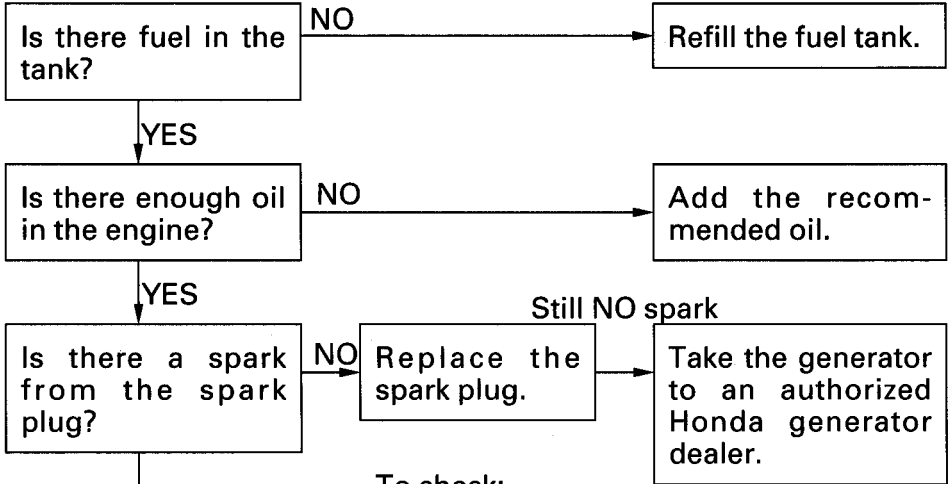 Is there fuel in the
tank?
NO
Refill the fuel tank.
YES
Is there enough oil
in the engine?
NO
Add the recom-
mended oil.
YES
Still NO spark
Is there a spark
from the spark
plug?
NO
Replace the
spark plug.
Take the generator
to an authorized
Honda generator
dealer.
To check: